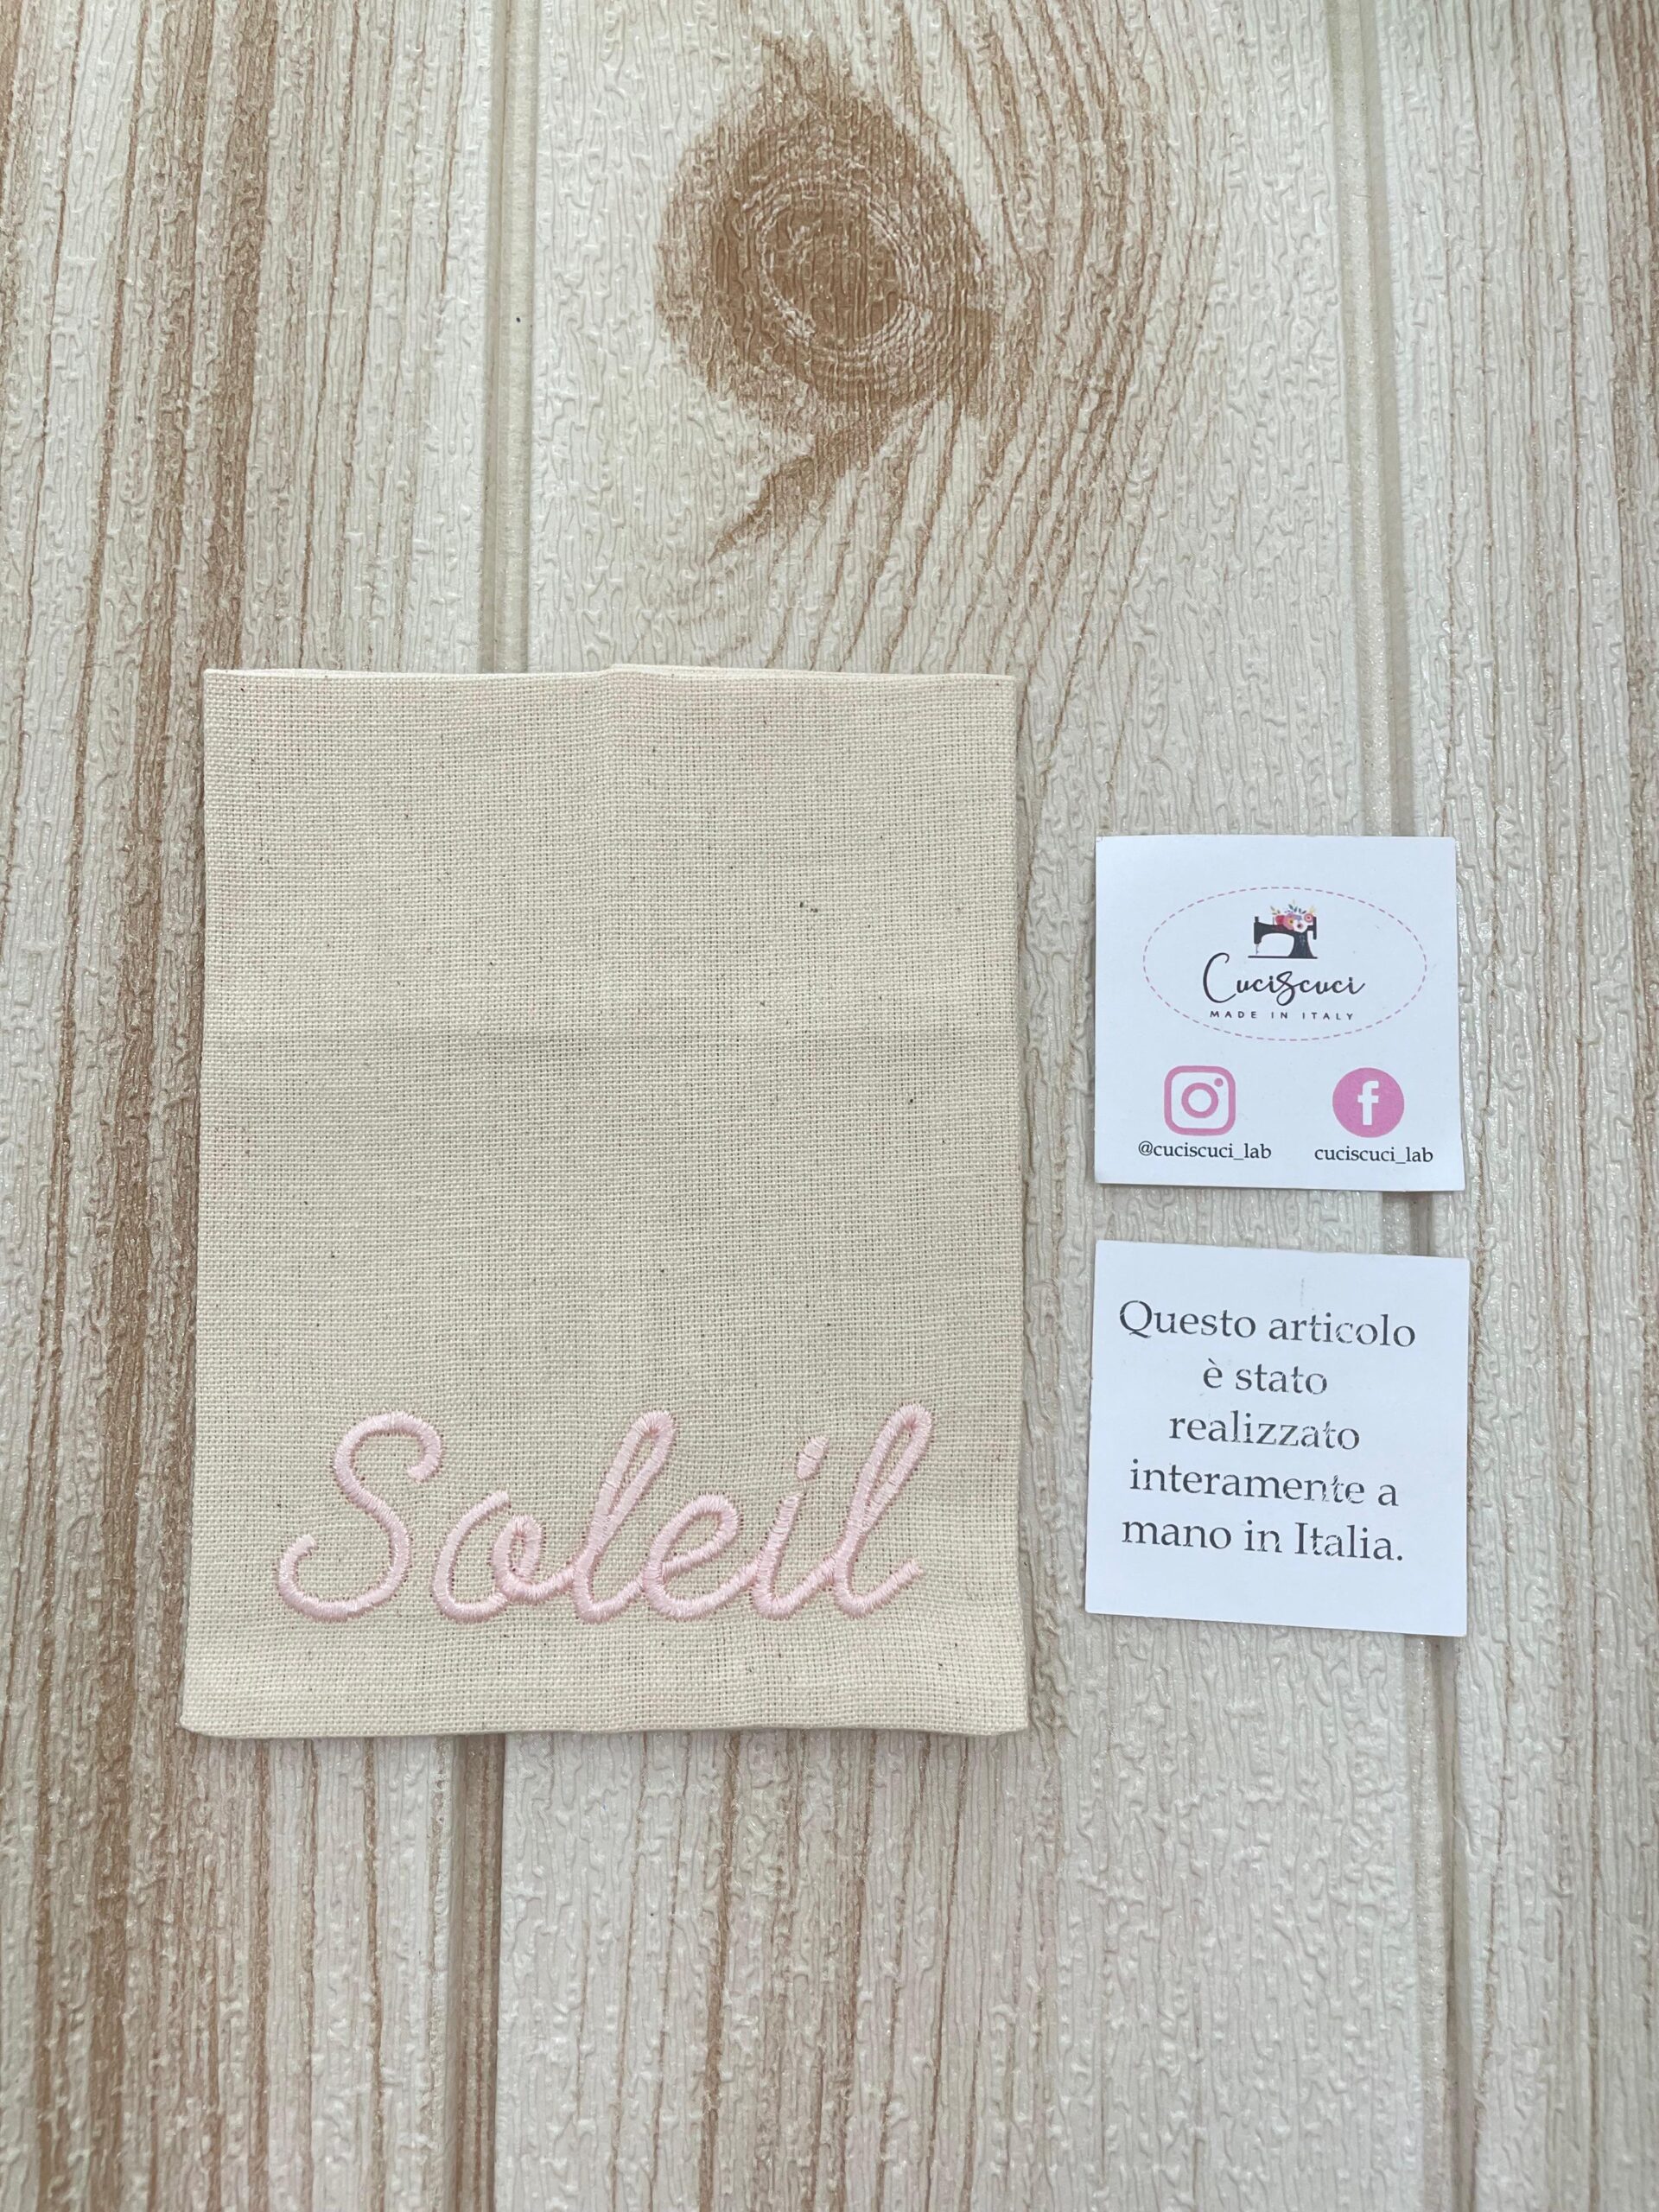 Soleil
Cuciscuci
MADE IN ITALY
@cuciscuci_lab
cuciscuci_lab
Questo articolo
è stato
realizzato
interamente a
mano in Italia.